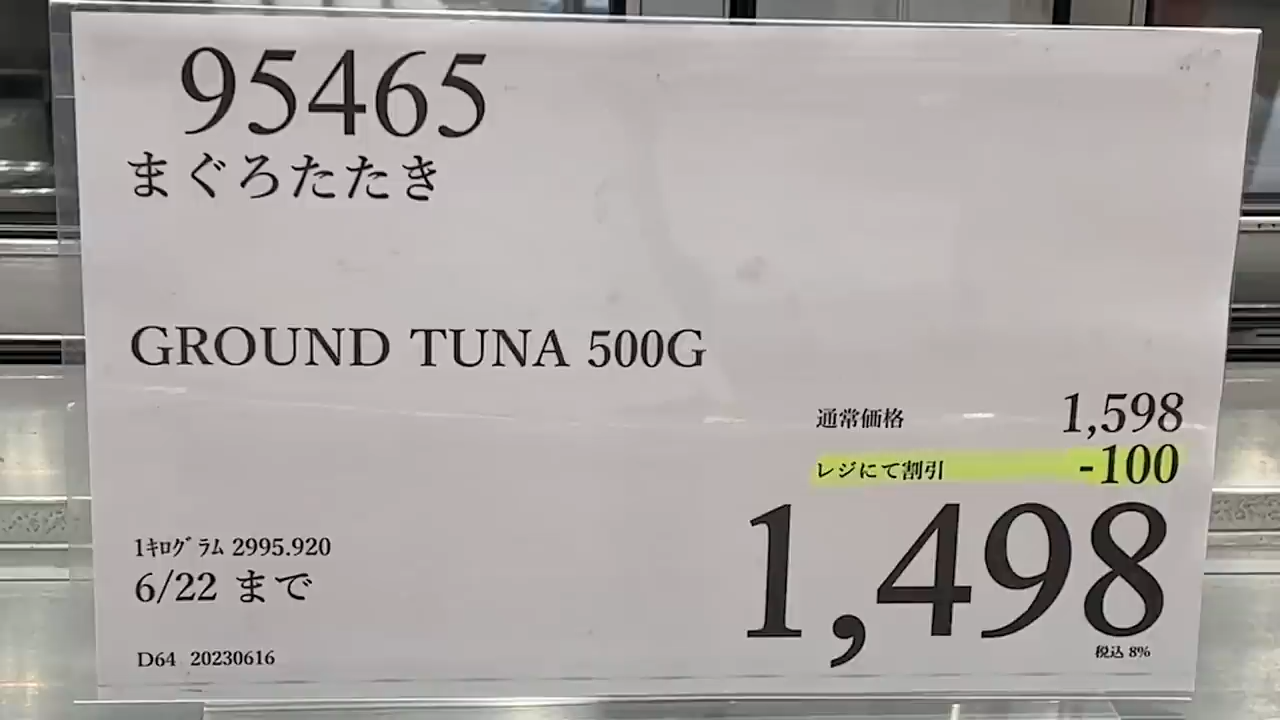 95465
まぐろたたき
GROUND TUNA 500G
通常価格 1,598
レジにて割引 -100
1,498
税込 8%
1ｷﾛｸﾞﾗﾑ 2995.920
6/22 まで
D64 20230616